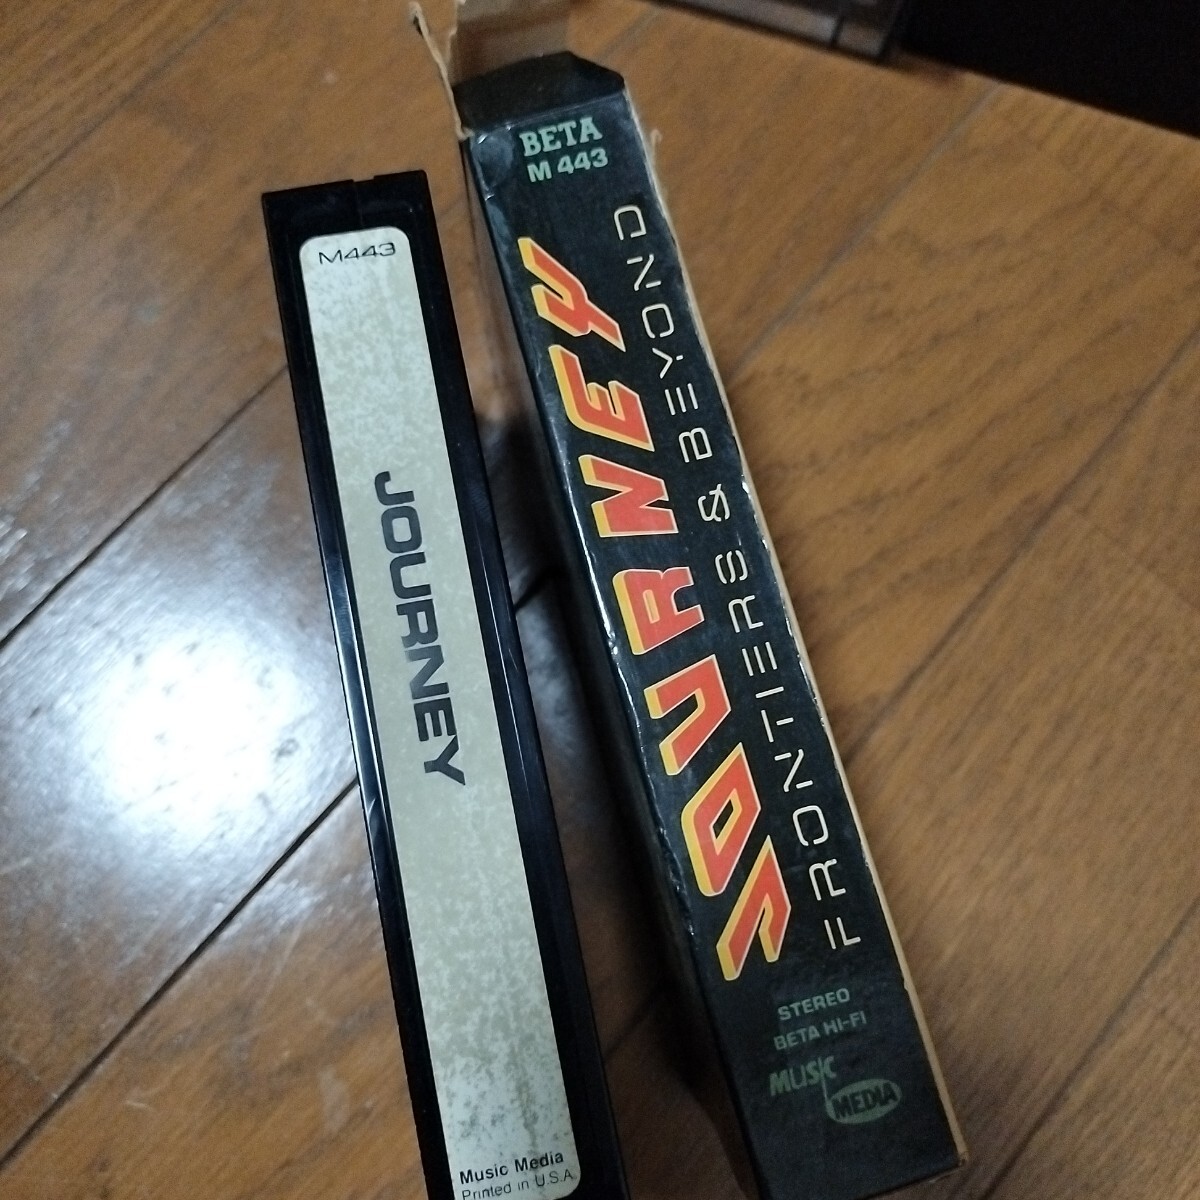 M443
JOURNEY
Music Media
Printed in U.S.A.
BETA
M 443
JOURNEY
FRONTIERS & BEYOND
STEREO
BETA HI-FI
MUSIC
MEDIA